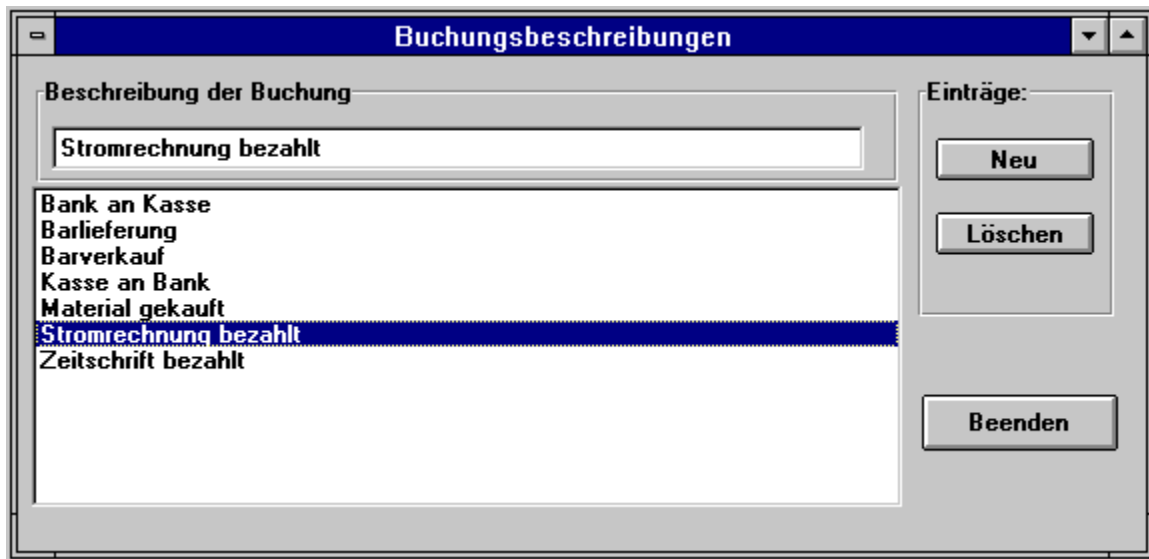 Buchungsbeschreibungen
Beschreibung der Buchung
Stromrechnung bezahlt
Bank an Kasse
Barlieferung
Barverkauf
Kasse an Bank
Material gekauft
Stromrechnung bezahlt
Zeitschrift bezahlt
Einträge:
Neu
Löschen
Beenden